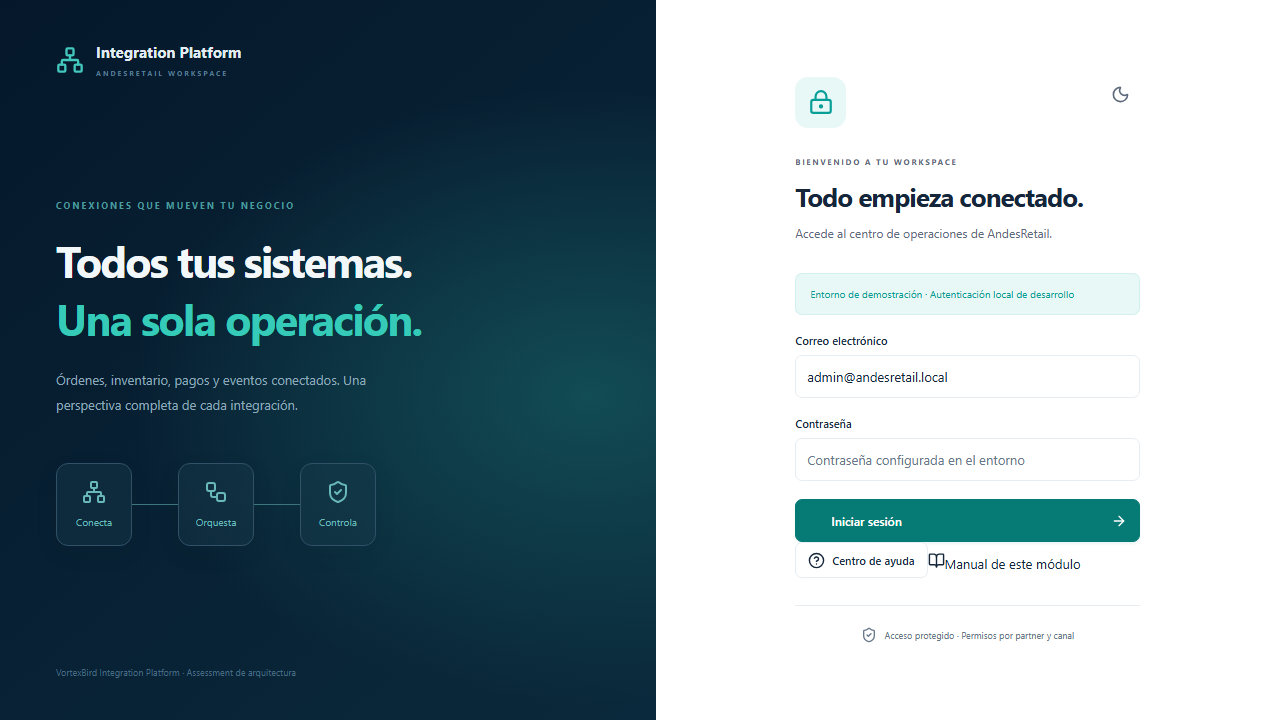 Integration Platform
ANDESRETAIL WORKSPACE
CONEXIONES QUE MUEVEN TU NEGOCIO
Todos tus sistemas.
Una sola operación.
Órdenes, inventario, pagos y eventos conectados. Una
perspectiva completa de cada integración.
Conecta
Orquesta
Controla
VortexBird Integration Platform · Assessment de arquitectura
BIENVENIDO A TU WORKSPACE
Todo empieza conectado.
Accede al centro de operaciones de AndesRetail.
Entorno de demostración · Autenticación local de desarrollo
Correo electrónico
admin@andesretail.local
Contraseña
Contraseña configurada en el entorno
Iniciar sesión
Centro de ayuda
Manual de este módulo
Acceso protegido · Permisos por partner y canal